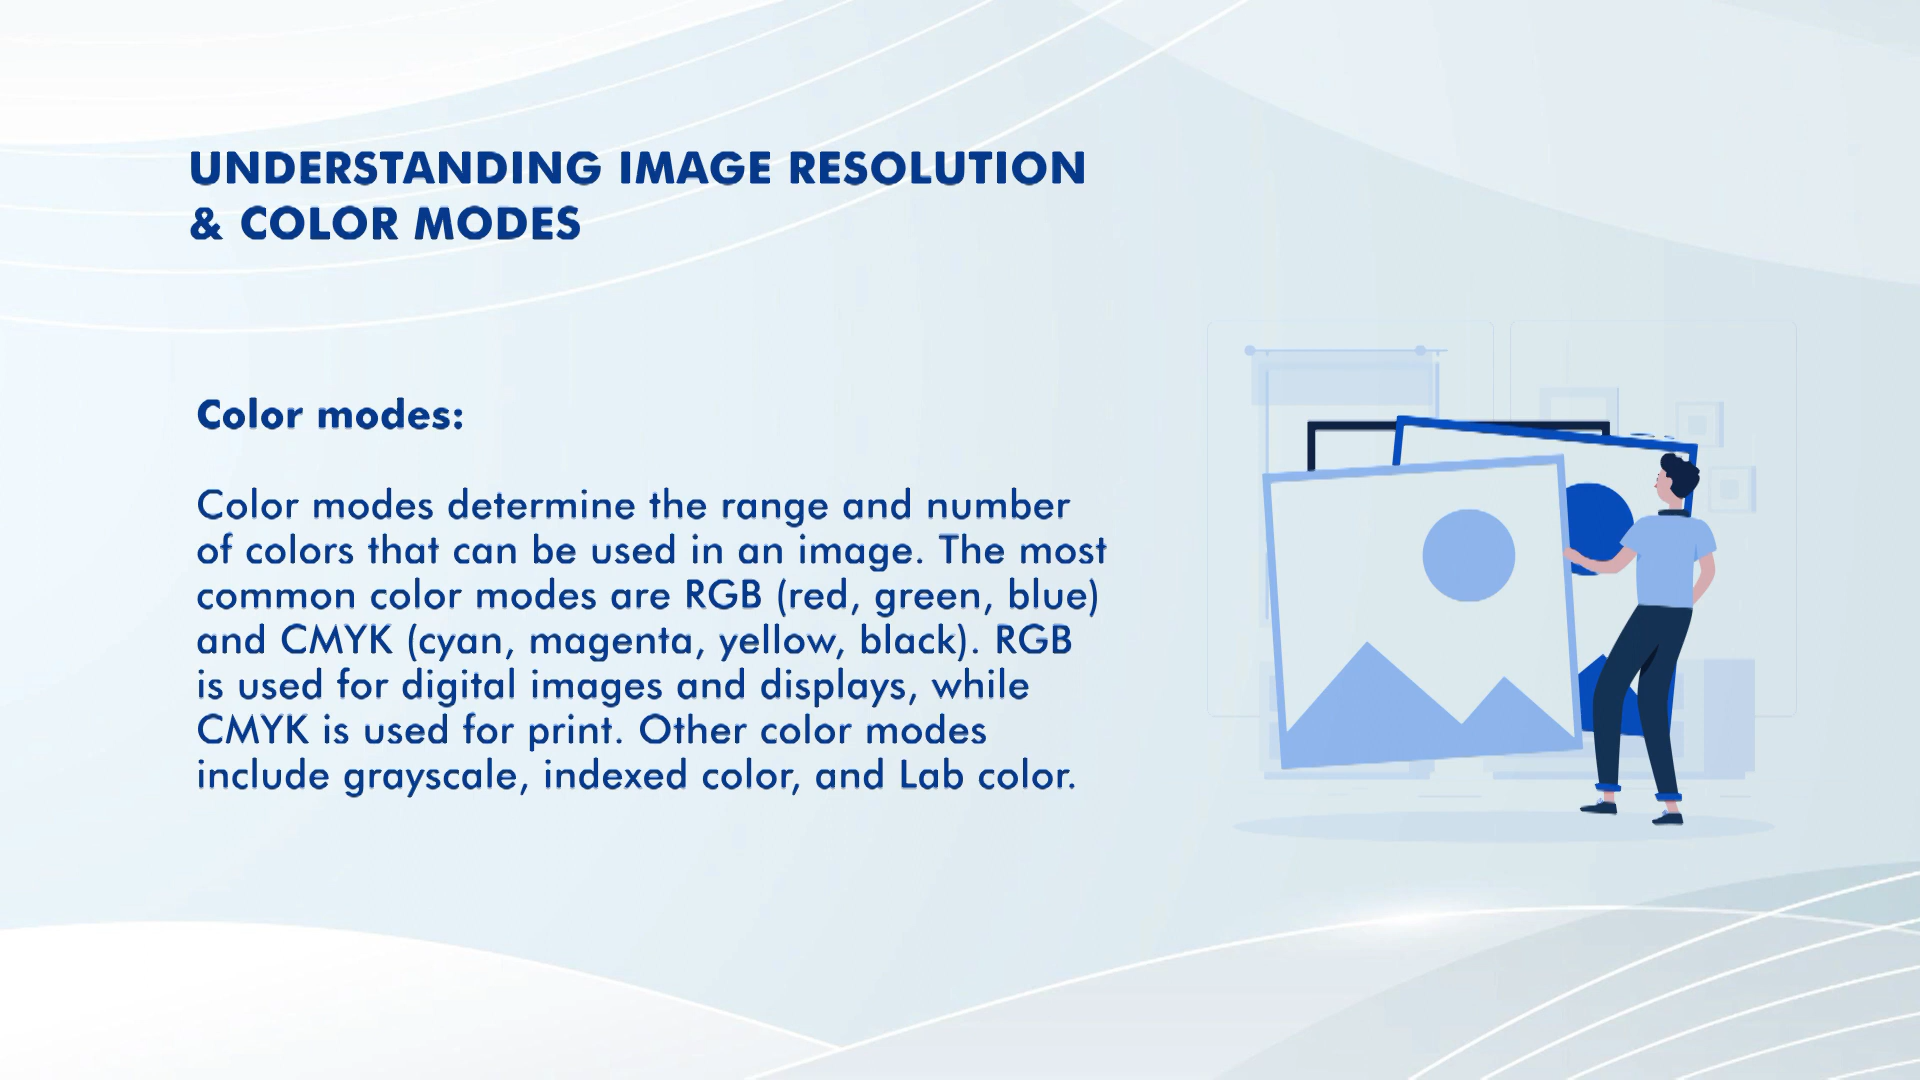 UNDERSTANDING IMAGE RESOLUTION
& COLOR MODES
Color modes:
Color modes determine the range and number
of colors that can be used in an image. The most
common color modes are RGB (red, green, blue)
and CMYK (cyan, magenta, yellow, black). RGB
is used for digital images and displays, while
CMYK is used for print. Other color modes
include grayscale, indexed color, and Lab color.